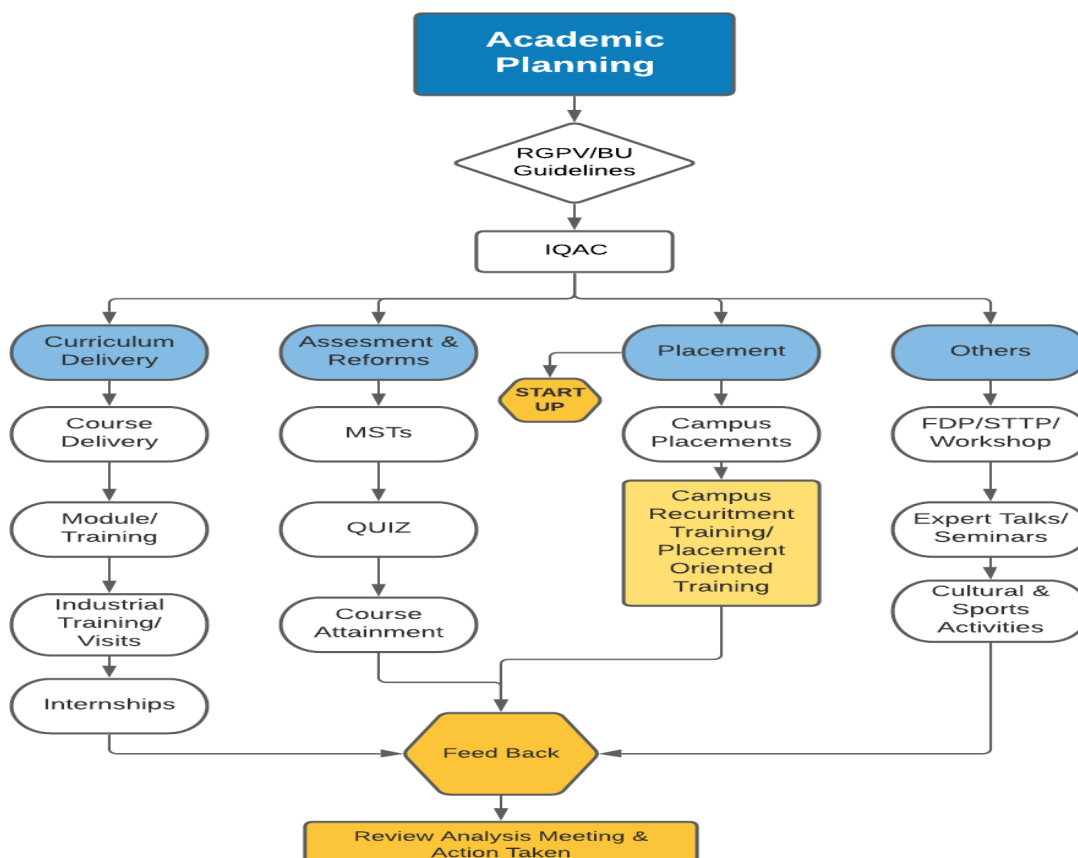 Academic
Planning
RGPV/BU
Guidelines
IQAC
Curriculum
Delivery
Assesment &
Reforms
Placement
Others
START
UP
Course
Delivery
MSTs
Campus
Placements
FDP/STTP/
Workshop
Module/
Training
QUIZ
Campus
Recuritment
Training/
Placement
Oriented
Training
Expert Talks/
Seminars
Industrial
Training/
Visits
Course
Attainment
Cultural &
Sports
Activities
Internships
Feed Back
Review Analysis Meeting &
Action Taken